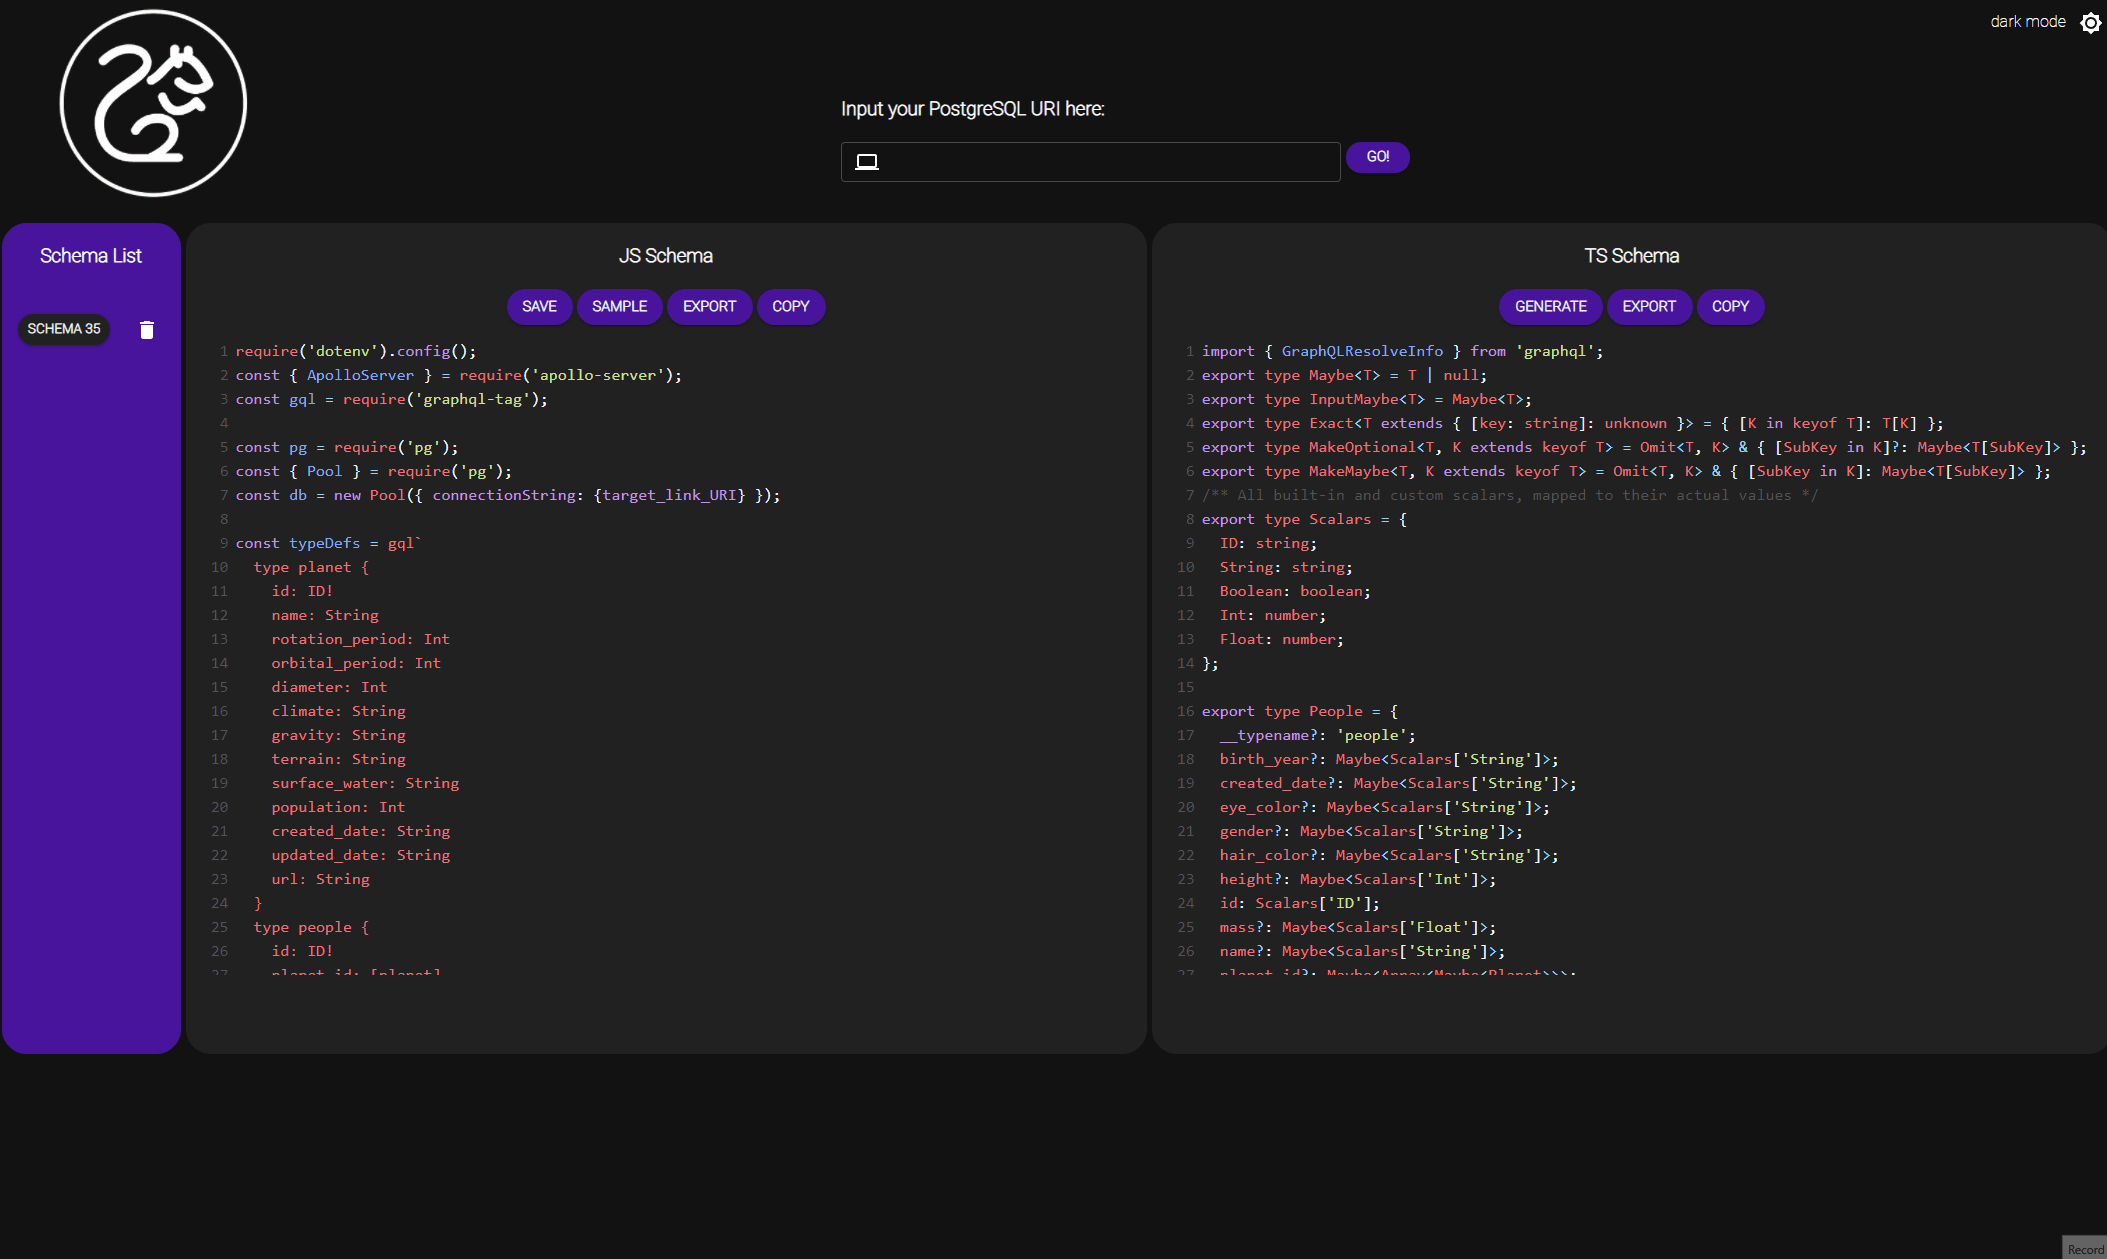 dark mode
Input your PostgreSQL URI here:
GO!
Schema List
SCHEMA 35
JS Schema
SAVE SAMPLE EXPORT COPY
1 require('dotenv').config();
2 const { ApolloServer } = require('apollo-server');
3 const gql = require('graphql-tag');
4
5 const pg = require('pg');
6 const { Pool } = require('pg');
7 const db = new Pool({ connectionString: {target_link_URI} });
8
9 const typeDefs = gql`
10 type planet {
11 id: ID!
12 name: String
13 rotation_period: Int
14 orbital_period: Int
15 diameter: Int
16 climate: String
17 gravity: String
18 terrain: String
19 surface_water: String
20 population: Int
21 created_date: String
22 updated_date: String
23 url: String
24 }
25 type people {
26 id: ID!
27 planet_id: [planet]
TS Schema
GENERATE EXPORT COPY
1 import { GraphQLResolveInfo } from 'graphql';
2 export type Maybe<T> = T | null;
3 export type InputMaybe<T> = Maybe<T>;
4 export type Exact<T extends { [key: string]: unknown }> = { [K in keyof T]: T[K] };
5 export type MakeOptional<T, K extends keyof T> = Omit<T, K> & { [SubKey in K]?: Maybe<T[SubKey]> };
6 export type MakeMaybe<T, K extends keyof T> = Omit<T, K> & { [SubKey in K]: Maybe<T[SubKey]> };
7 /** All built-in and custom scalars, mapped to their actual values */
8 export type Scalars = {
9 ID: string;
10 String: string;
11 Boolean: boolean;
12 Int: number;
13 Float: number;
14 };
15
16 export type People = {
17 __typename?: 'people';
18 birth_year?: Maybe<Scalars['String']>;
19 created_date?: Maybe<Scalars['String']>;
20 eye_color?: Maybe<Scalars['String']>;
21 gender?: Maybe<Scalars['String']>;
22 hair_color?: Maybe<Scalars['String']>;
23 height?: Maybe<Scalars['Int']>;
24 id: Scalars['ID'];
25 mass?: Maybe<Scalars['Float']>;
26 name?: Maybe<Scalars['String']>;
27 planet_id?: Maybe<Array<Maybe<Planet>>>;
Record